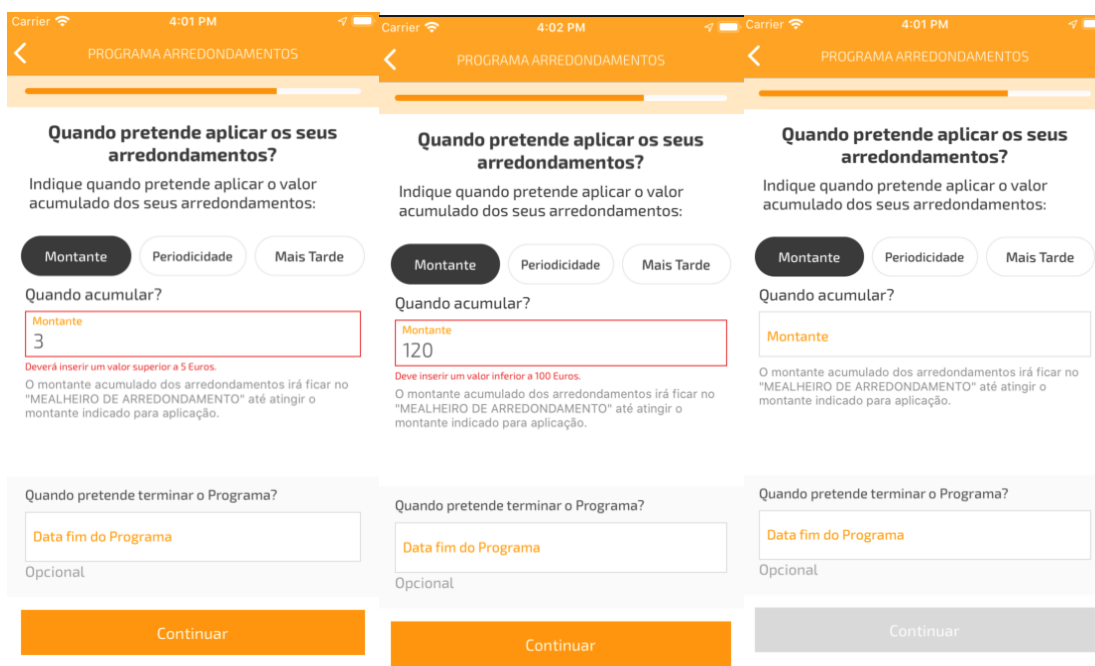 Carrier 4:01 PM
PROGRAMA ARREDONDAMENTOS
Quando pretende aplicar os seus
arredondamentos?
Indique quando pretende aplicar o valor
acumulado dos seus arredondamentos:
Montante Periodicidade Mais Tarde
Quando acumular?
Montante
3
Deverá inserir um valor superior a 5 Euros.
O montante acumulado dos arredondamentos irá ficar no
"MEALHEIRO DE ARREDONDAMENTO" até atingir o
montante indicado para aplicação.
Quando pretende terminar o Programa?
Data fim do Programa
Opcional
Continuar
Carrier 4:02 PM
PROGRAMA ARREDONDAMENTOS
Quando pretende aplicar os seus
arredondamentos?
Indique quando pretende aplicar o valor
acumulado dos seus arredondamentos:
Montante Periodicidade Mais Tarde
Quando acumular?
Montante
120
Deve inserir um valor inferior a 100 Euros.
O montante acumulado dos arredondamentos irá ficar no
"MEALHEIRO DE ARREDONDAMENTO" até atingir o
montante indicado para aplicação.
Quando pretende terminar o Programa?
Data fim do Programa
Opcional
Continuar
Carrier 4:01 PM
PROGRAMA ARREDONDAMENTOS
Quando pretende aplicar os seus
arredondamentos?
Indique quando pretende aplicar o valor
acumulado dos seus arredondamentos:
Montante Periodicidade Mais Tarde
Quando acumular?
Montante
O montante acumulado dos arredondamentos irá ficar no
"MEALHEIRO DE ARREDONDAMENTO" até atingir o
montante indicado para aplicação.
Quando pretende terminar o Programa?
Data fim do Programa
Opcional
Continuar